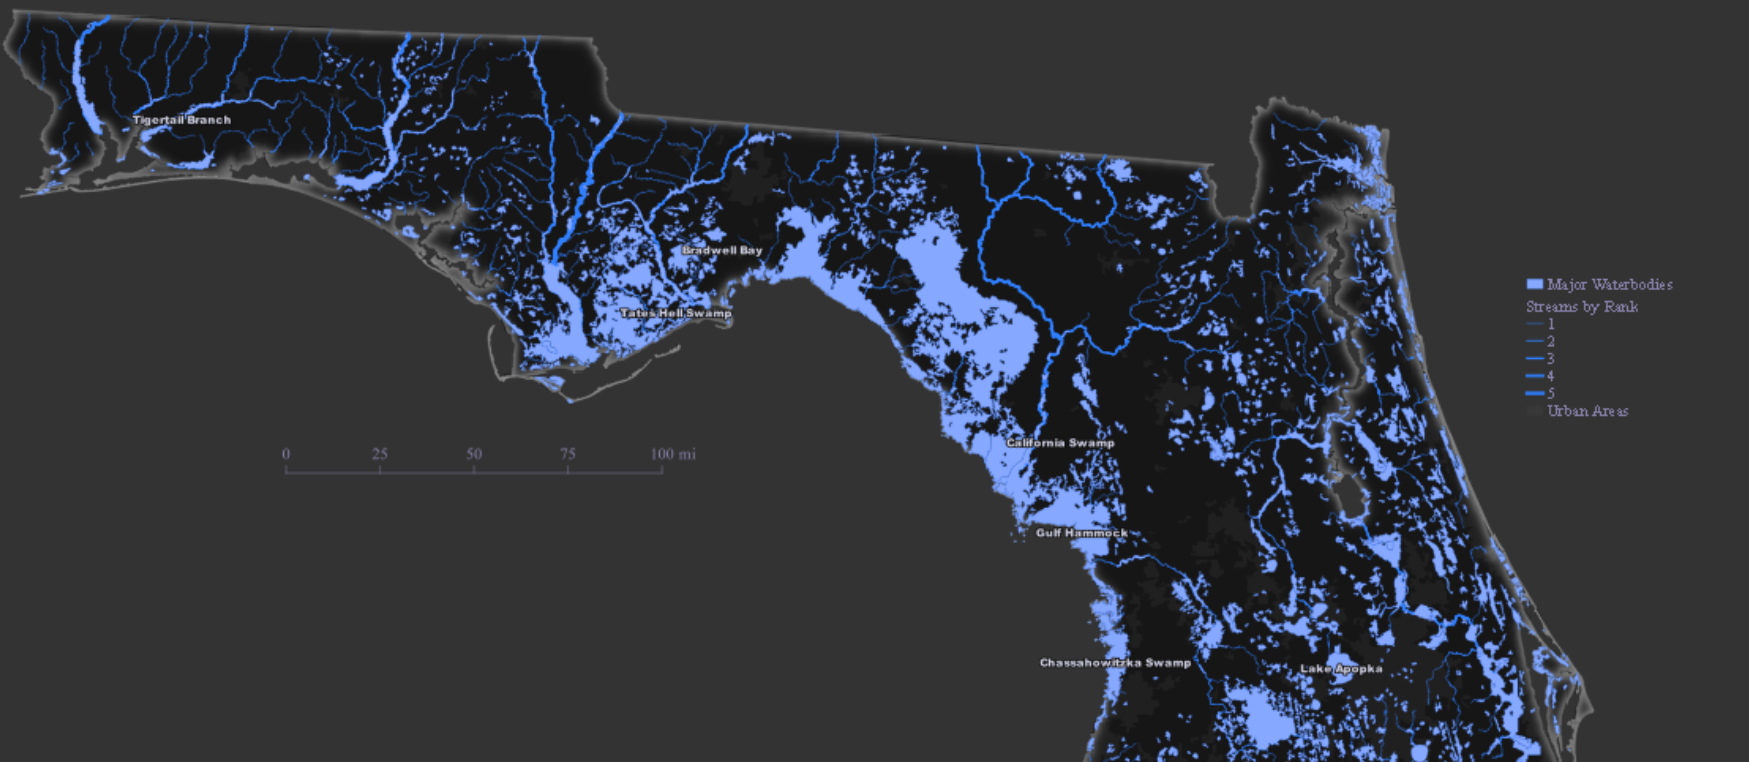 Tigertail Branch
Bradwell Bay
Tates Hell Swamp
Major Waterbodies
Streams by Rank
1
2
3
4
5
Urban Areas
0 25 50 75 100 mi
California Swamp
Gulf Hammock
Chassahowitzka Swamp
Lake Apopka